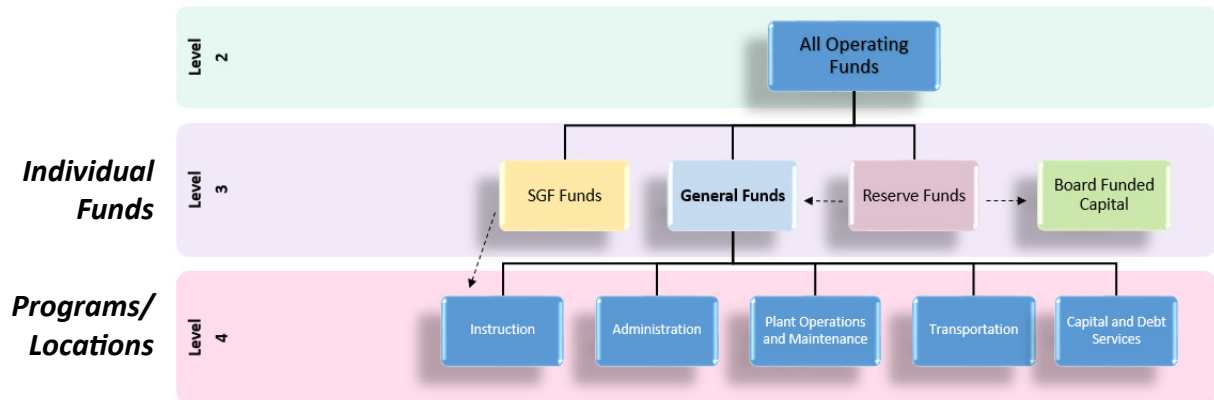 Level
2
All Operating
Funds
Individual
Funds
Level
3
SGF Funds
General Funds
Reserve Funds
Board Funded
Capital
Programs/
Locations
Level
4
Instruction
Administration
Plant Operations
and Maintenance
Transportation
Capital and Debt
Services